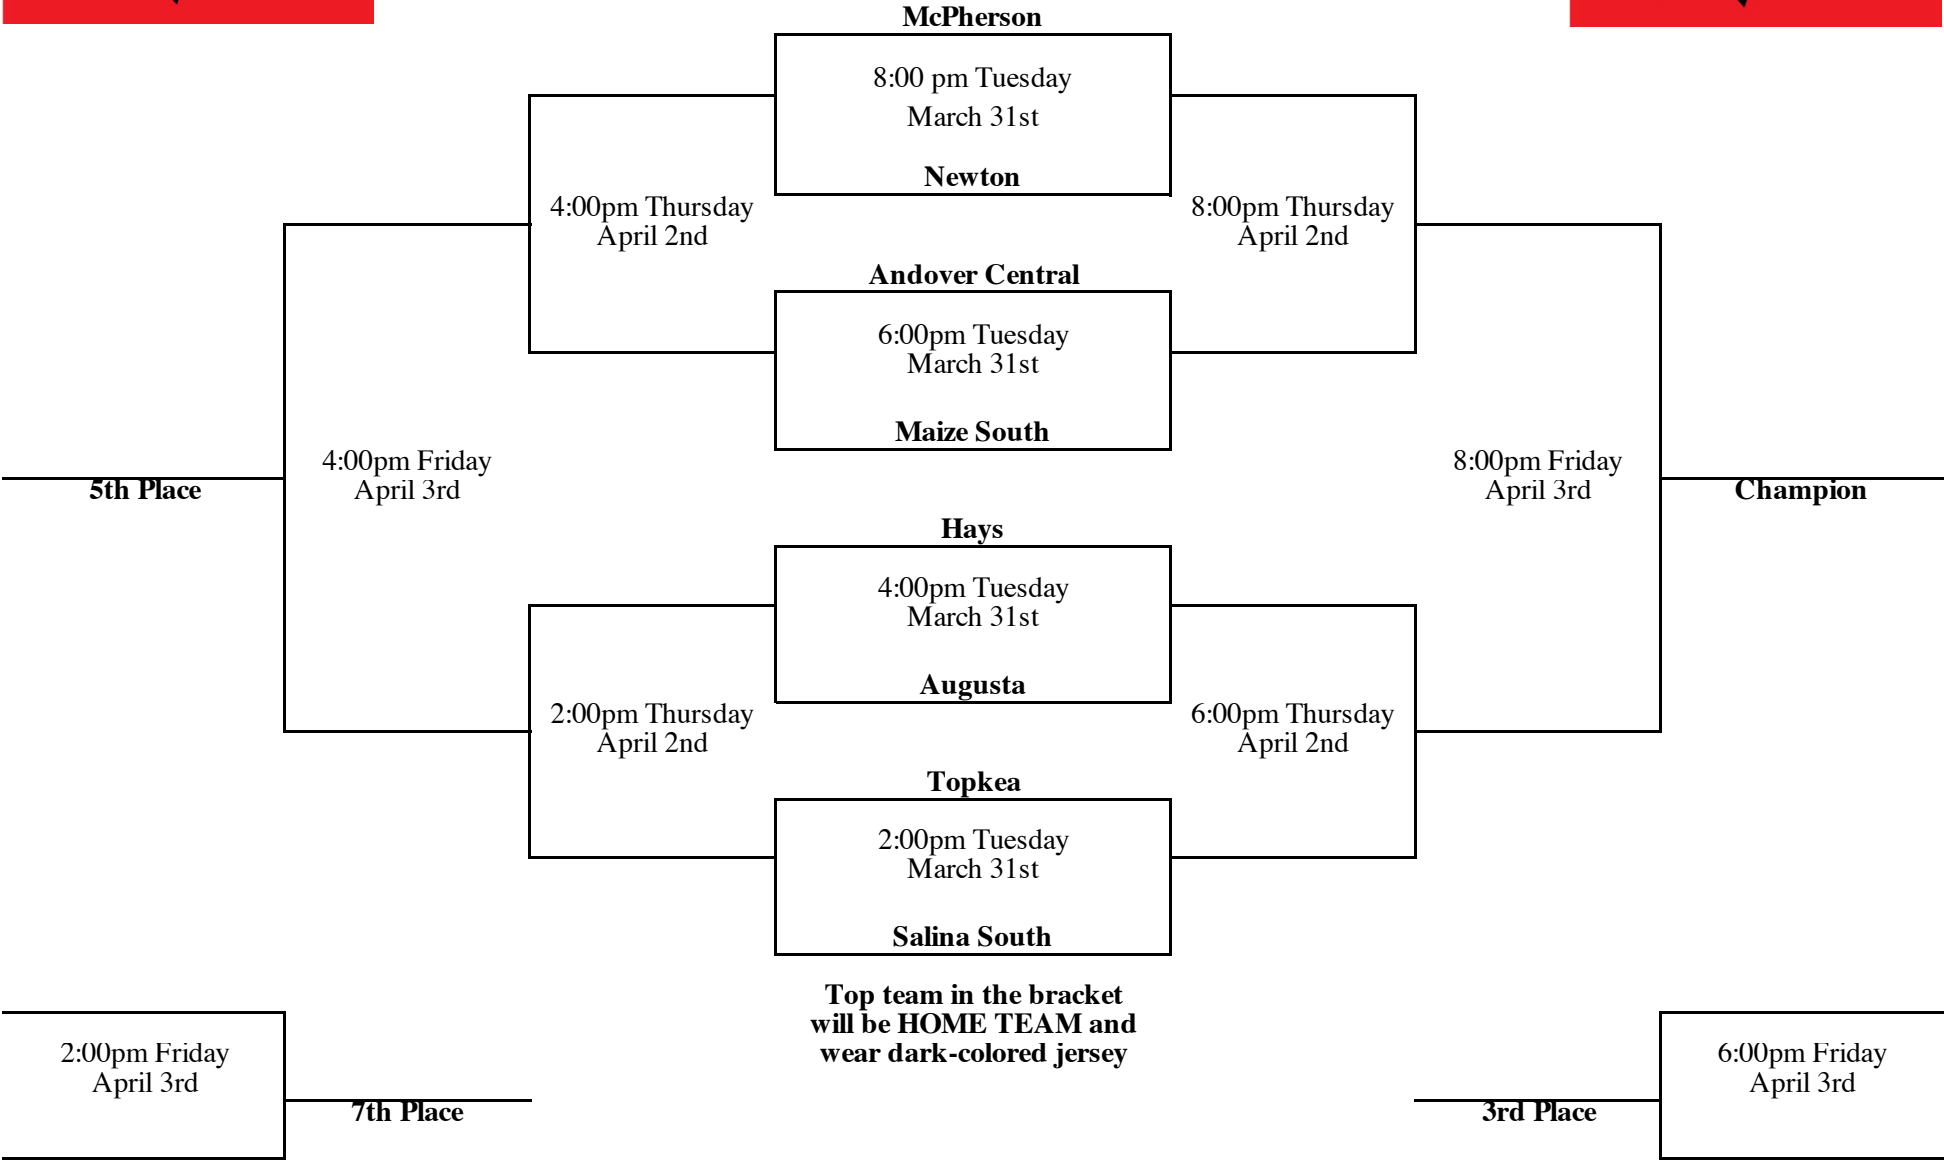 McPherson
8:00 pm Tuesday
March 31st
Newton
4:00pm Thursday
April 2nd
8:00pm Thursday
April 2nd
Andover Central
6:00pm Tuesday
March 31st
Maize South
4:00pm Friday
April 3rd
5th Place
8:00pm Friday
April 3rd
Champion
Hays
4:00pm Tuesday
March 31st
Augusta
2:00pm Thursday
April 2nd
6:00pm Thursday
April 2nd
Topkea
2:00pm Tuesday
March 31st
Salina South
Top team in the bracket
will be HOME TEAM and
wear dark-colored jersey
2:00pm Friday
April 3rd
7th Place
6:00pm Friday
April 3rd
3rd Place